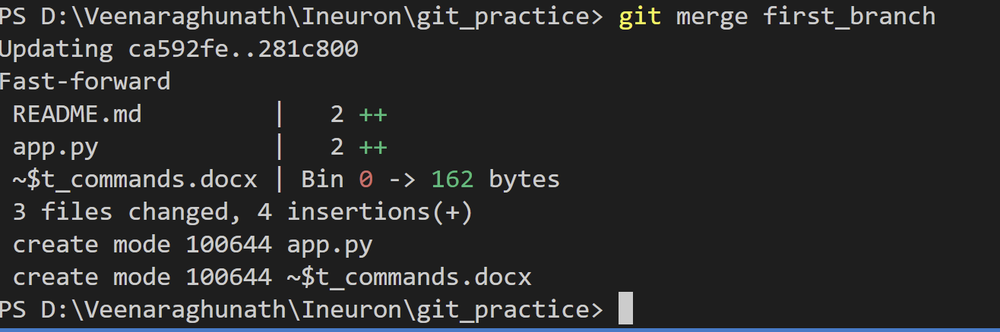 PS D:\Veenaraghunath\Ineuron\git_practice> git merge first_branch
Updating ca592fe..281c800
Fast-forward
 README.md         |   2 ++
 app.py            |   2 ++
 ~$t_commands.docx | Bin 0 -> 162 bytes
 3 files changed, 4 insertions(+)
 create mode 100644 app.py
 create mode 100644 ~$t_commands.docx
PS D:\Veenaraghunath\Ineuron\git_practice>